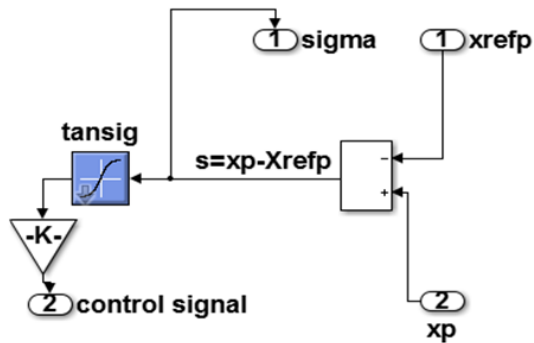 1 sigma
1 xrefp
tansig
s=xp-Xrefp
−
+
-K-
2 control signal
2
xp